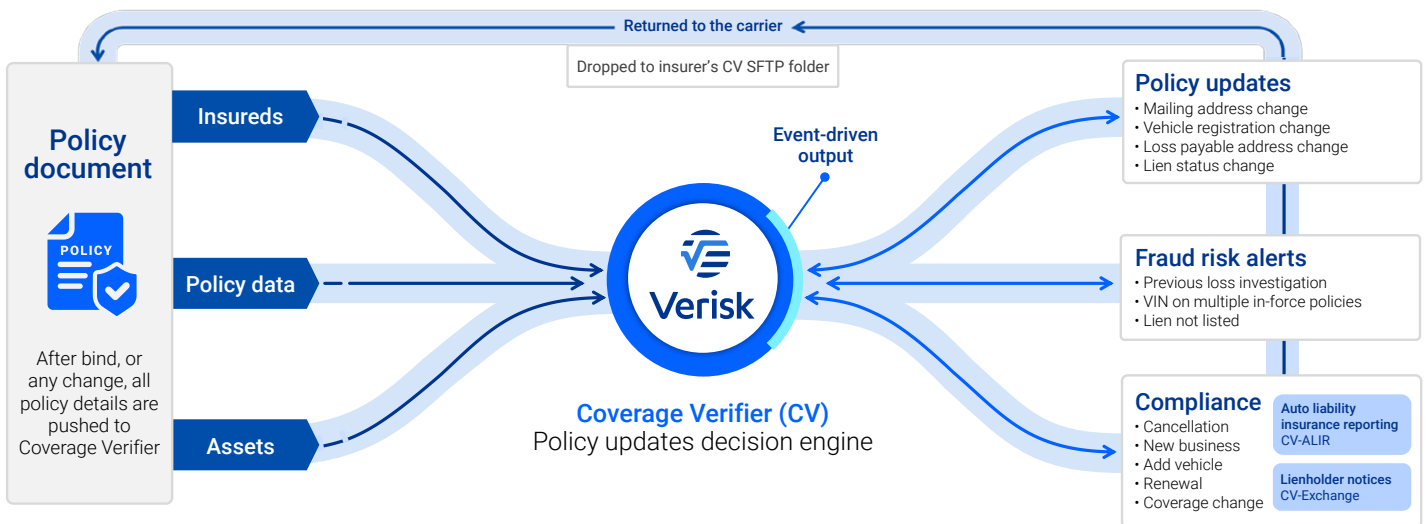 Returned to the carrier
Dropped to insurer's CV SFTP folder
Policy
document
POLICY
After bind, or
any change, all
policy details are
pushed to
Coverage Verifier
Insureds
Policy data
Assets
Event-driven
output
Verisk
Coverage Verifier (CV)
Policy updates decision engine
Policy updates
• Mailing address change
• Vehicle registration change
• Loss payable address change
• Lien status change
Fraud risk alerts
• Previous loss investigation
• VIN on multiple in-force policies
• Lien not listed
Compliance
• Cancellation
• New business
• Add vehicle
• Renewal
• Coverage change
Auto liability
insurance reporting
CV-ALIR
Lienholder notices
CV-Exchange